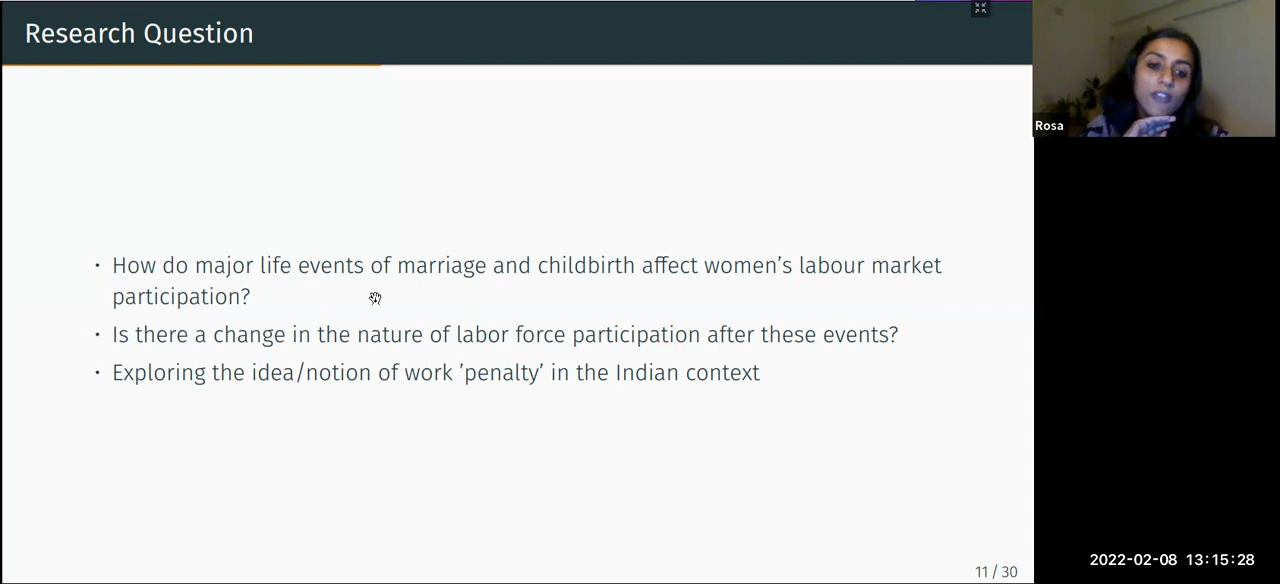 Research Question
Rosa
• How do major life events of marriage and childbirth affect women's labour market
participation?
• Is there a change in the nature of labor force participation after these events?
• Exploring the idea/notion of work 'penalty' in the Indian context
11 / 30
2022-02-08 13:15:28